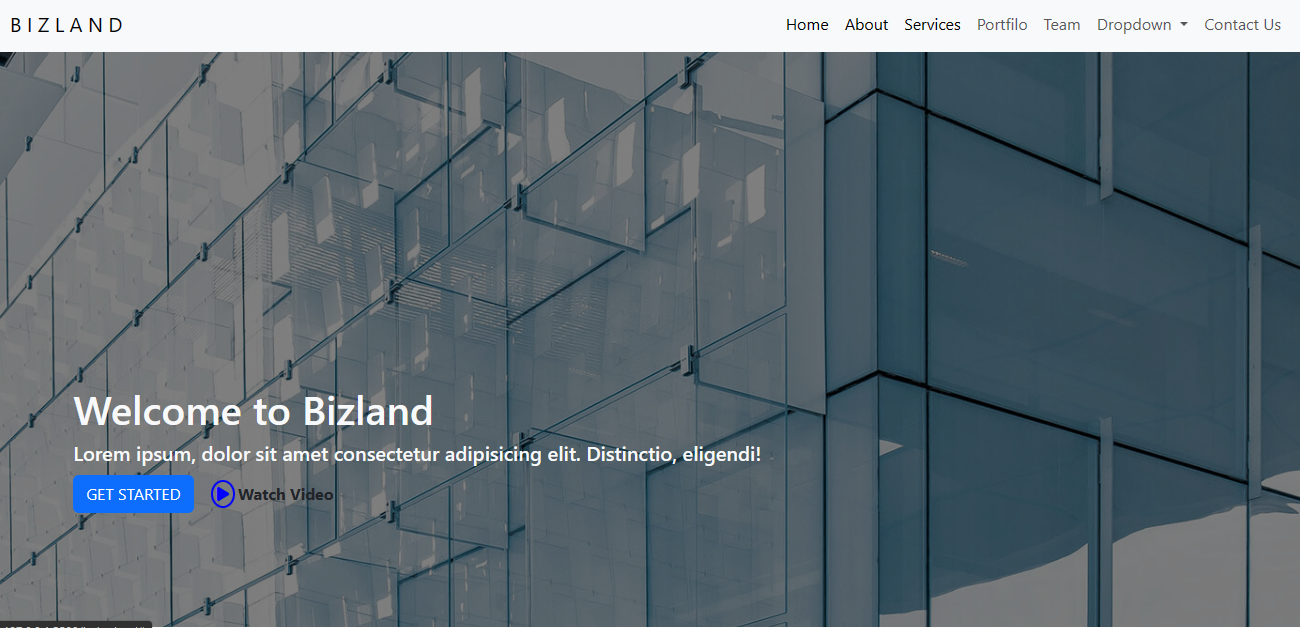 BIZLAND
Home About Services Portfilo Team Dropdown Contact Us
Welcome to Bizland
Lorem ipsum, dolor sit amet consectetur adipisicing elit. Distinctio, eligendi!
GET STARTED Watch Video